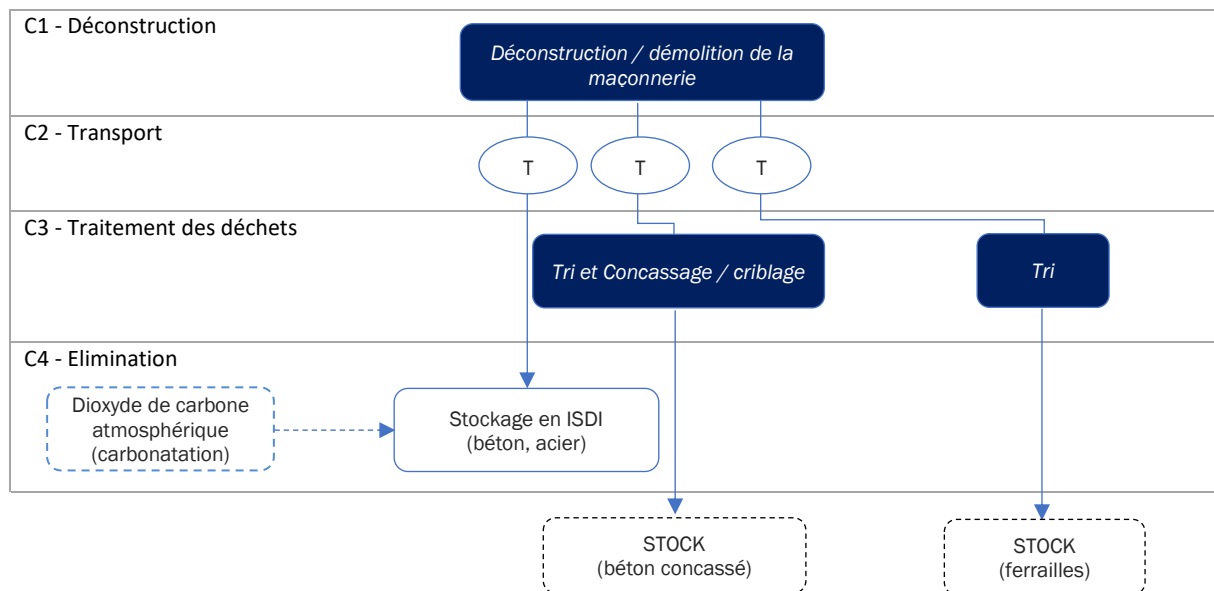 C1 - Déconstruction
Déconstruction / démolition de la
maçonnerie
C2 - Transport
T
T
T
C3 - Traitement des déchets
Tri et Concassage / criblage
Tri
C4 - Elimination
Dioxyde de carbone
atmosphérique
(carbonatation)
Stockage en ISDI
(béton, acier)
STOCK
(béton concassé)
STOCK
(ferrailles)